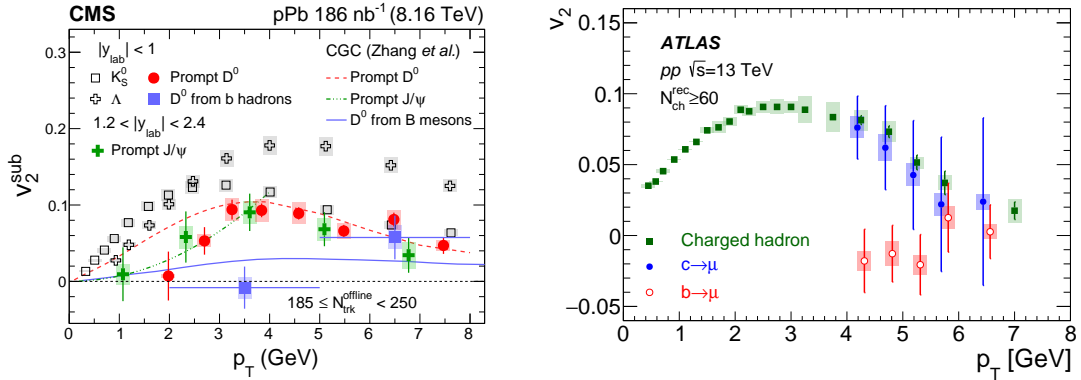 CMS pPb 186 nb⁻¹ (8.16 TeV)
|y_lab| < 1
K⁰_S
Prompt D⁰
Λ
D⁰ from b hadrons
1.2 < |y_lab| < 2.4
Prompt J/ψ
CGC (Zhang et al.)
Prompt D⁰
Prompt J/ψ
D⁰ from B mesons
185 ≤ N_trk^offline < 250
v₂^sub
0.3
0.2
0.1
0
0 1 2 3 4 5 6 7 8
p_T (GeV)
v₂
ATLAS
pp √s=13 TeV
N_ch^rec≥60
Charged hadron
c→μ
b→μ
0.15
0.1
0.05
0
−0.05
0 1 2 3 4 5 6 7 8
p_T [GeV]